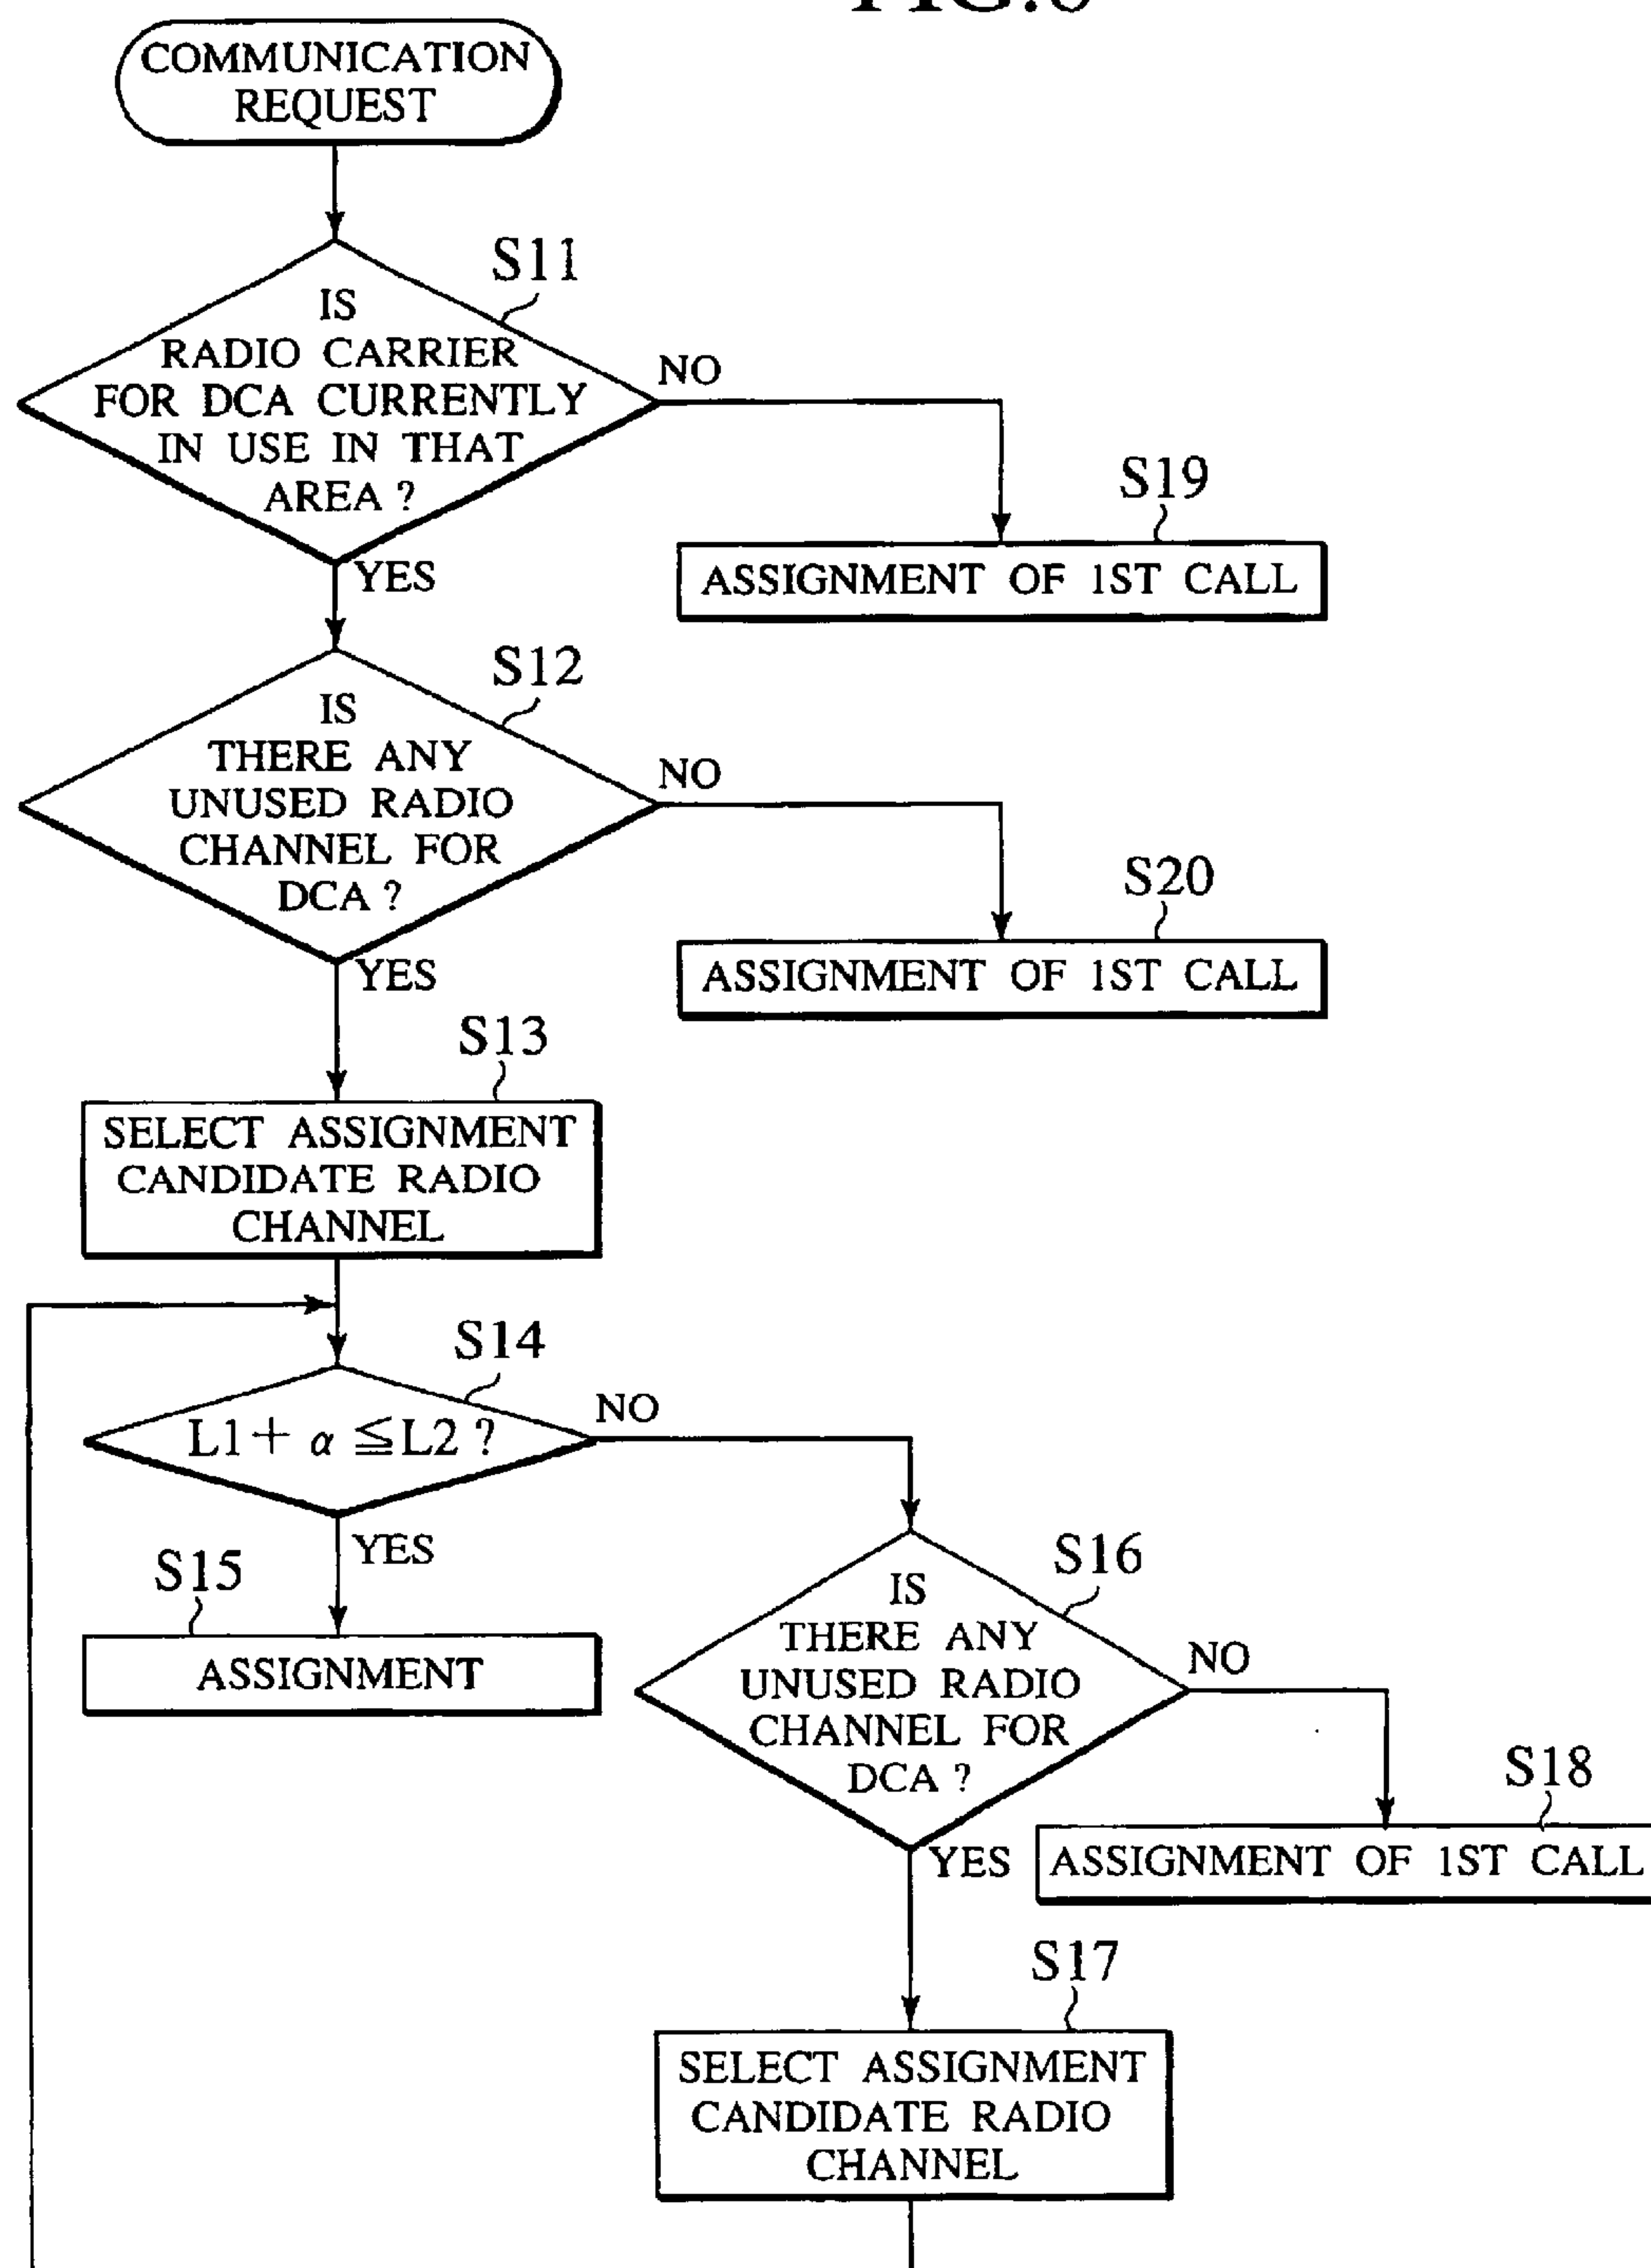 COMMUNICATION
REQUEST
S11
IS
RADIO CARRIER
FOR DCA CURRENTLY
IN USE IN THAT
AREA ?
NO
YES
S19
ASSIGNMENT OF 1ST CALL
S12
IS
THERE ANY
UNUSED RADIO
CHANNEL FOR
DCA ?
NO
YES
S20
ASSIGNMENT OF 1ST CALL
S13
SELECT ASSIGNMENT
CANDIDATE RADIO
CHANNEL
S14
L1+ α ≦L2 ?
NO
YES
S15
ASSIGNMENT
S16
IS
THERE ANY
UNUSED RADIO
CHANNEL FOR
DCA ?
NO
YES
S18
ASSIGNMENT OF 1ST CALL
S17
SELECT ASSIGNMENT
CANDIDATE RADIO
CHANNEL